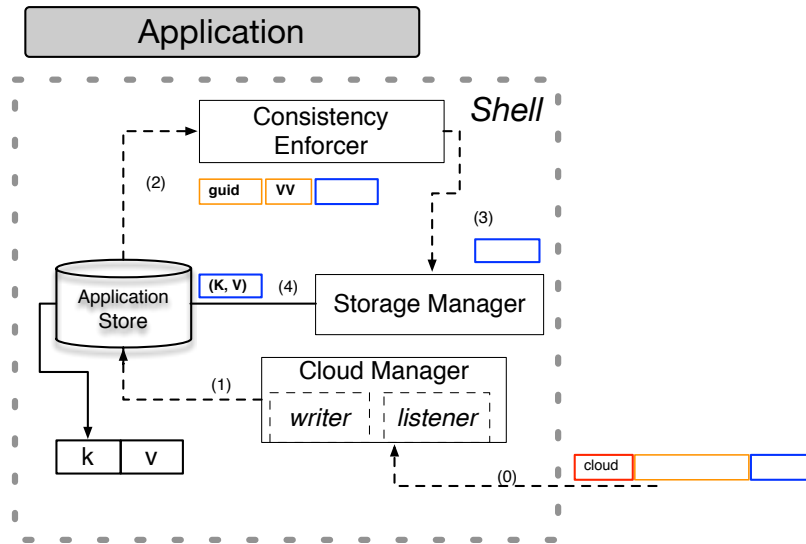 Application
Shell
Consistency
Enforcer
(2)
guid
VV
(3)
(K, V)
(4)
Application
Store
Storage Manager
Cloud Manager
(1)
writer
listener
k
v
cloud
(0)